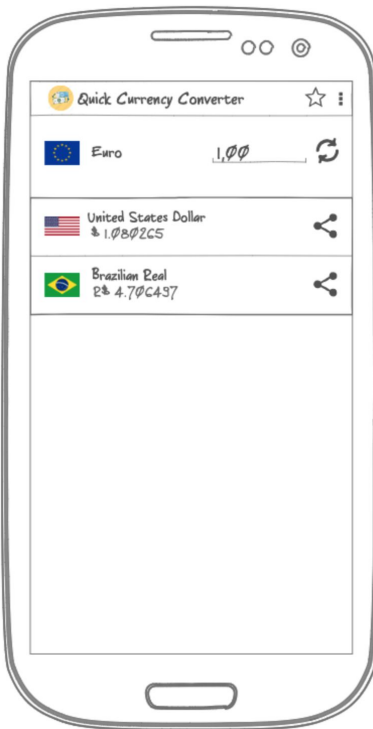 Quick Currency Converter
Euro 1,00
United States Dollar
$ 1.080265
Brazilian Real
R$ 4.706437